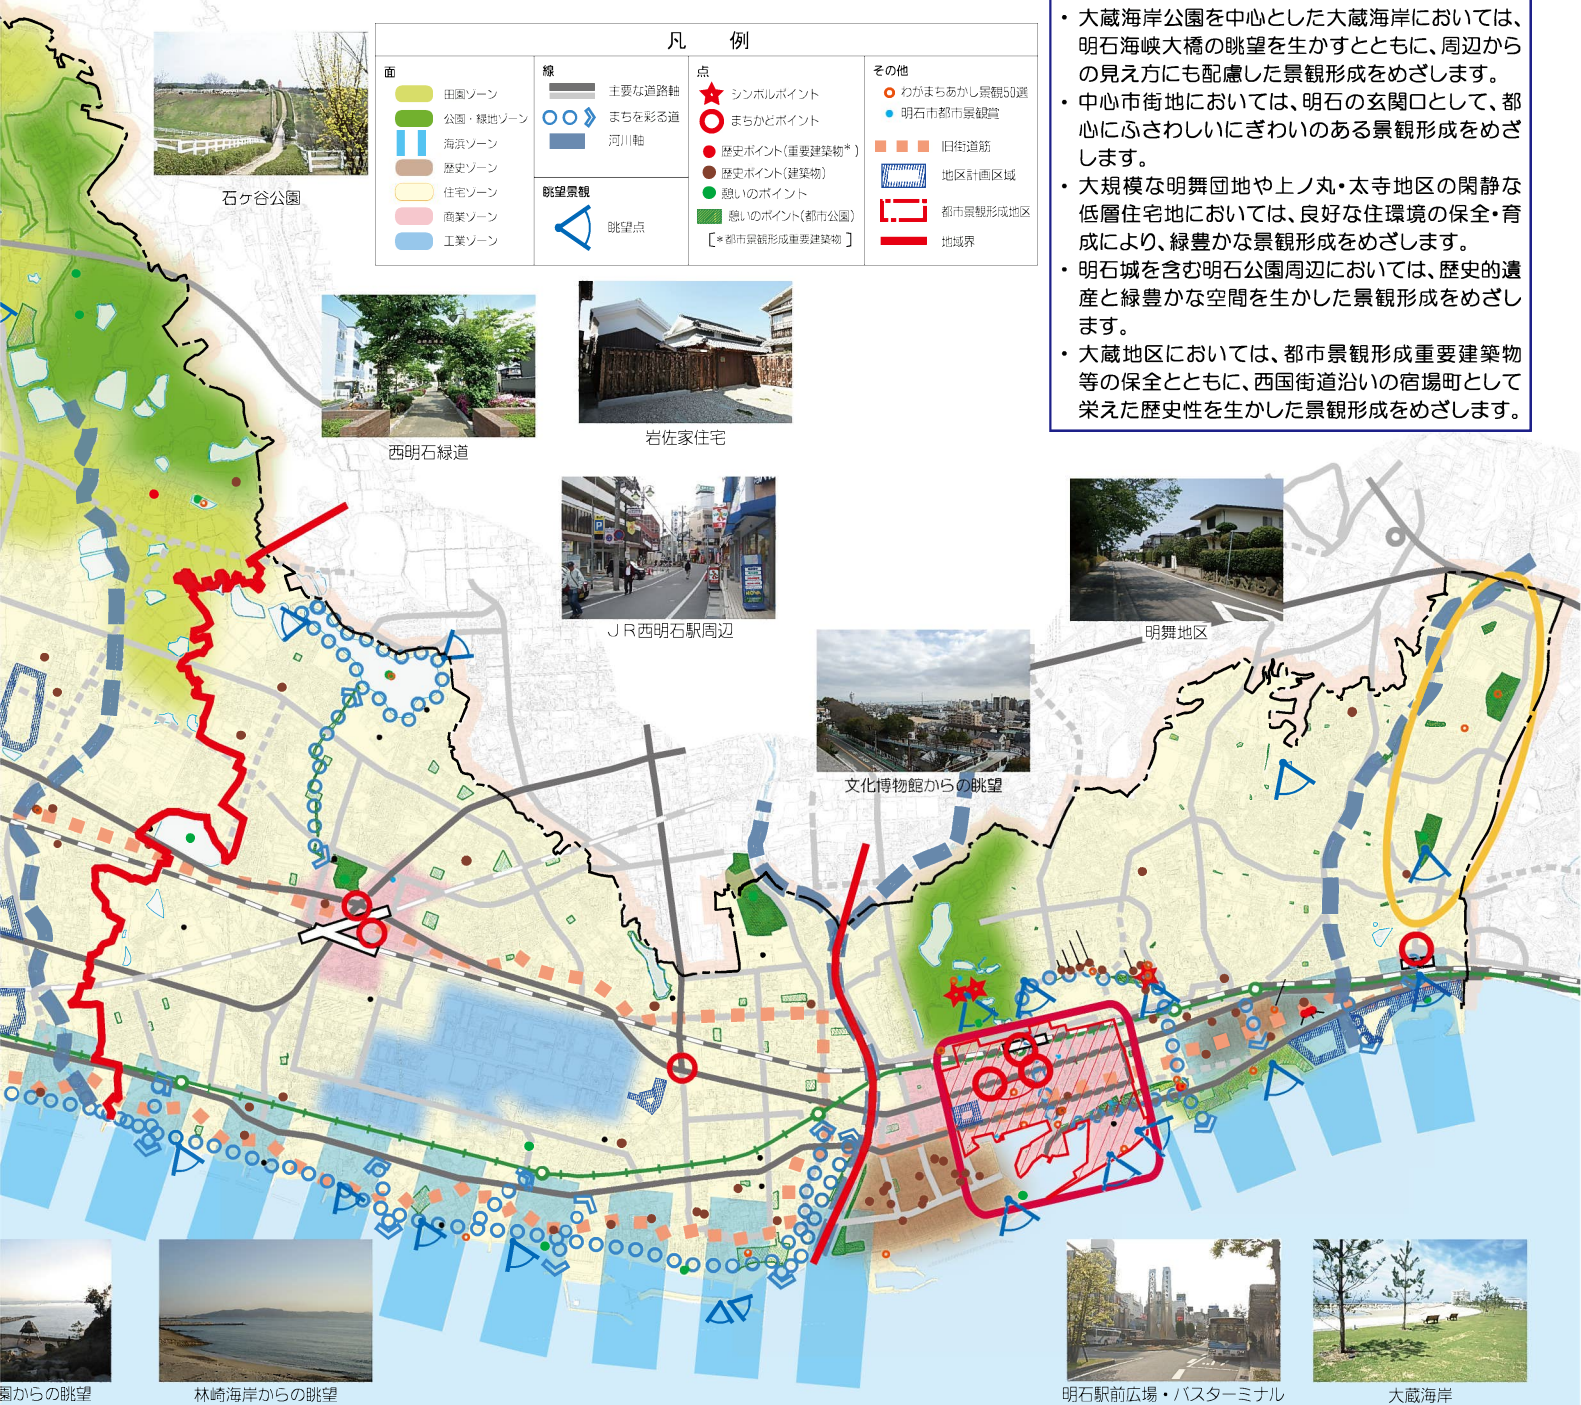 ・ 大蔵海岸公園を中心とした大蔵海岸においては、
明石海峡大橋の眺望を生かすとともに、周辺から
の見え方にも配慮した景観形成をめざします。
・ 中心市街地においては、明石の玄関口として、都
心にふさわしいにぎわいのある景観形成をめざ
します。
・ 大規模な明舞団地や上ノ丸・太寺地区の閑静な
低層住宅地においては、良好な住環境の保全・育
成により、緑豊かな景観形成をめざします。
・ 明石城を含む明石公園周辺においては、歴史的遺
産と緑豊かな空間を生かした景観形成をめざし
ます。
・ 大蔵地区においては、都市景観形成重要建築物
等の保全とともに、西国街道沿いの宿場町として
栄えた歴史性を生かした景観形成をめざします。
凡 例
面
田園ゾーン
公園・緑地ゾーン
海浜ゾーン
歴史ゾーン
住宅ゾーン
商業ゾーン
工業ゾーン
線
主要な道路軸
まちを彩る道
河川軸
眺望景観
眺望点
点
シンボルポイント
まちかどポイント
歴史ポイント(重要建築物*)
歴史ポイント(建築物)
憩いのポイント
憩いのポイント(都市公園)
[*都市景観形成重要建築物]
その他
わがまちあかし景観50選
明石市都市景観賞
旧街道筋
地区計画区域
都市景観形成地区
地域界
石ヶ谷公園
西明石緑道
岩佐家住宅
JR西明石駅周辺
明舞地区
文化博物館からの眺望
園からの眺望
林崎海岸からの眺望
明石駅前広場・バスターミナル
大蔵海岸